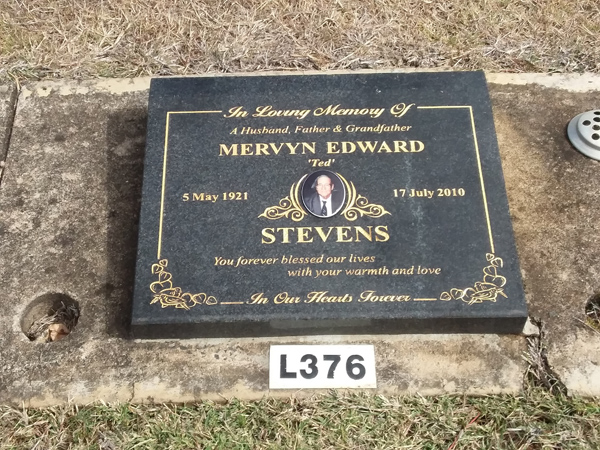 In Loving Memory Of
A Husband, Father & Grandfather
MERVYN EDWARD
'Ted'
5 May 1921 17 July 2010
STEVENS
You forever blessed our lives
with your warmth and love
In Our Hearts Forever
L376